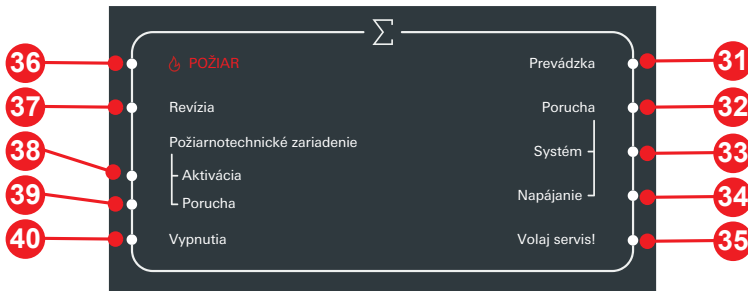 Σ
36 POŽIAR Prevádzka 31
37 Revízia Porucha 32
Požiarnotechnické zariadenie
38 Aktivácia Systém 33
39 Porucha Napájanie 34
40 Vypnutia Volaj servis! 35